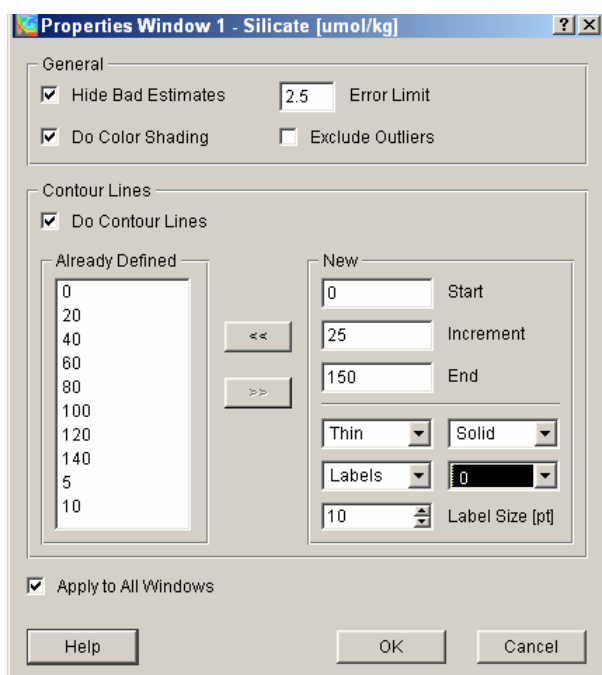 Properties Window 1 - Silicate [umol/kg] ? x
General
Hide Bad Estimates 2.5 Error Limit
Do Color Shading Exclude Outliers
Contour Lines
Do Contour Lines
Already Defined
0
20
40
60
80
100
120
140
5
10
<<
>>
New
0 Start
25 Increment
150 End
Thin Solid
Labels 0
10 Label Size [pt]
Apply to All Windows
Help OK Cancel